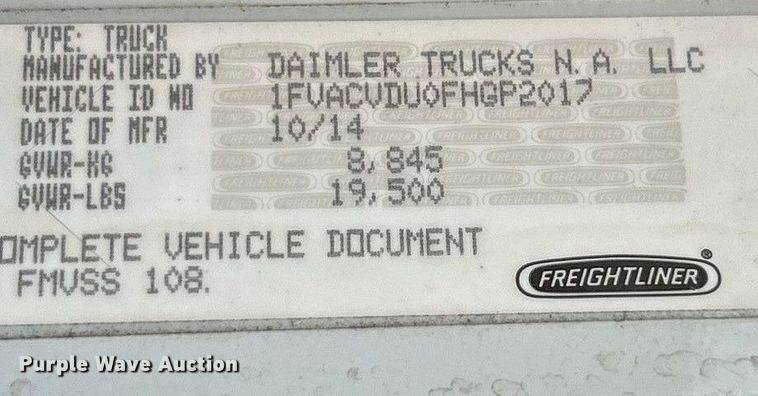 TYPE: TRUCK
MANUFACTURED BY DAIMLER TRUCKS N.A. LLC
VEHICLE ID NO 1FVACVDU0FHGP2017
DATE OF MFR 10/14
GVWR-KG 8,845
GVWR-LBS 19,500
OMPLETE VEHICLE DOCUMENT
FMVSS 108.
FREIGHTLINER®
Purple Wave Auction